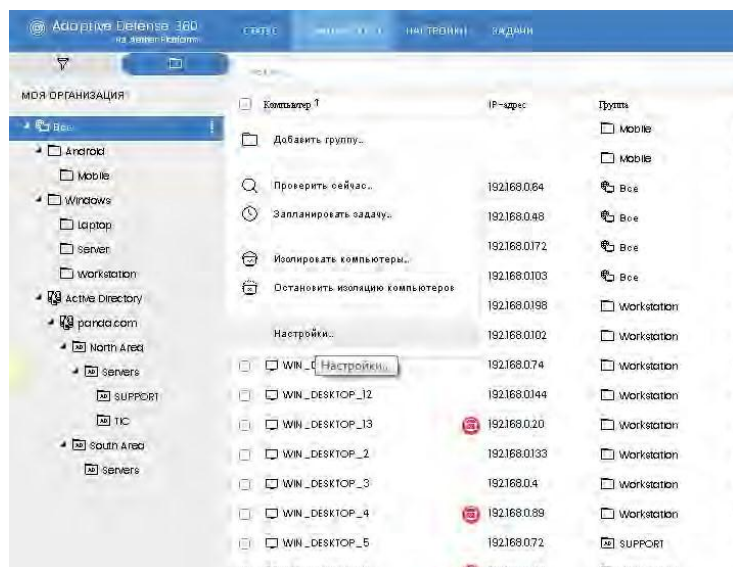 Adaptive Defense 360
СТАТУС НАСТРОЙКИ ЗАДАЧИ
МОЯ ОРГАНИЗАЦИЯ
Все
Android
Mobile
Windows
Laptop
Server
Workstation
Active Directory
panda.com
North Area
Servers
SUPPORT
TIC
South Area
Servers
Компьютер IP-адрес Группа
Добавить группу...
Проверить сейчас...
Запланировать задачу...
Изолировать компьютеры...
Остановить изоляцию компьютеров
Настройки...
Настройки...
Mobile
Mobile
192.168.0.64 Все
192.168.0.48 Все
192.168.0.172 Все
192.168.0.103 Все
192.168.0.198 Workstation
192.168.0.102 Workstation
WIN_D 192.168.0.74 Workstation
WIN_DESKTOP_12 192.168.0.144 Workstation
WIN_DESKTOP_13 192.168.0.20 Workstation
WIN_DESKTOP_2 192.168.0.133 Workstation
WIN_DESKTOP_3 192.168.0.4 Workstation
WIN_DESKTOP_4 192.168.0.89 Workstation
WIN_DESKTOP_5 192.168.0.72 SUPPORT